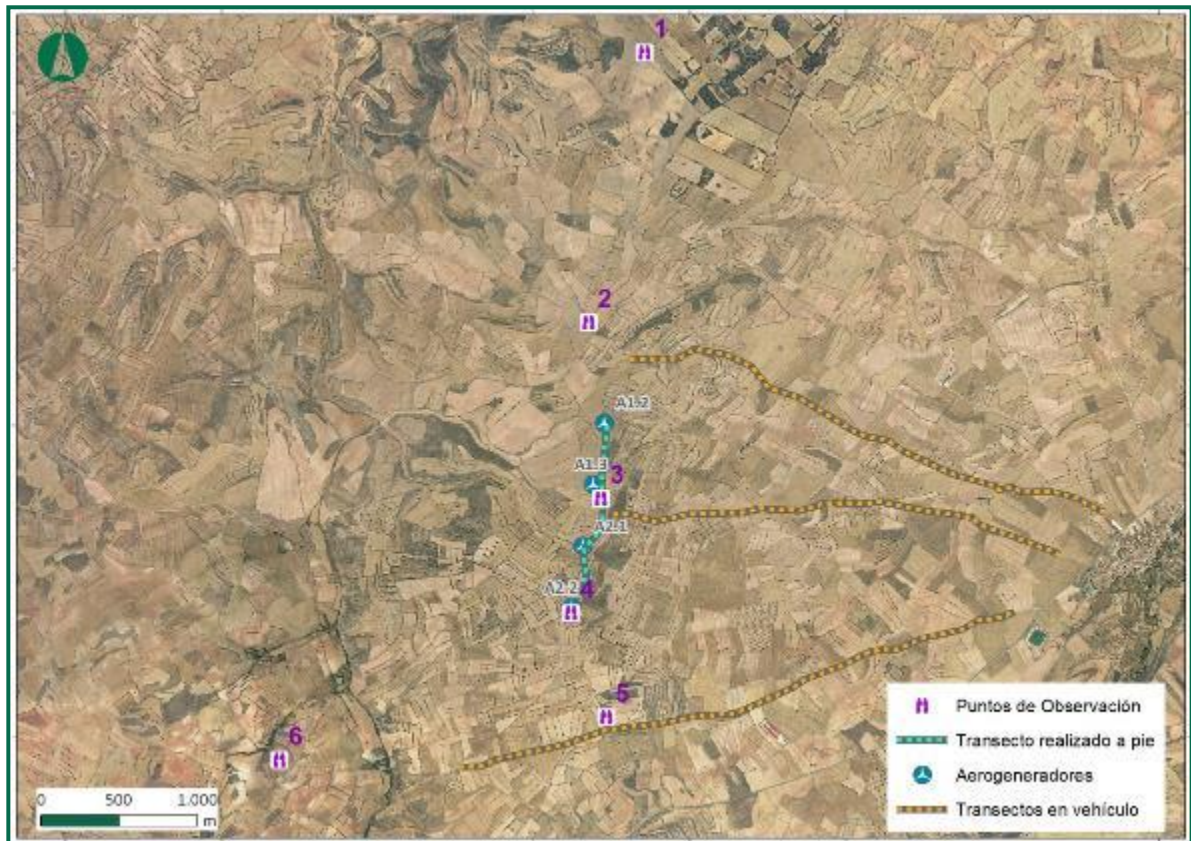 1
2
A1.2
A1.3
3
A2.1
A2.2
4
5
6
Puntos de Observación
Transecto realizado a pie
Aerogeneradores
Transectos en vehículo
0 500 1.000
m